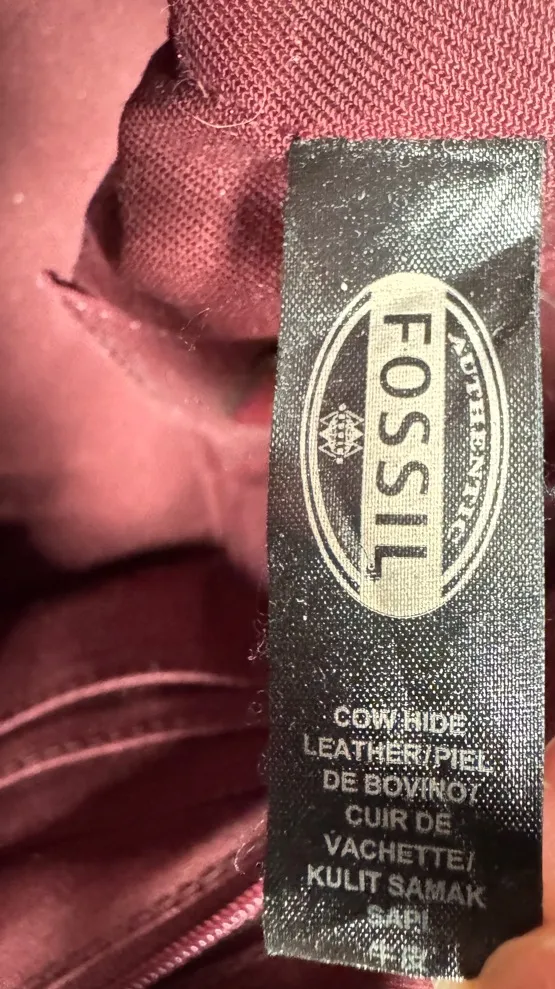 AUTHENTIC
FOSSIL
COW HIDE
LEATHER/PIEL
DE BOVINO/
CUIR DE
VACHETTE/
KULIT SAMAK
SAPI